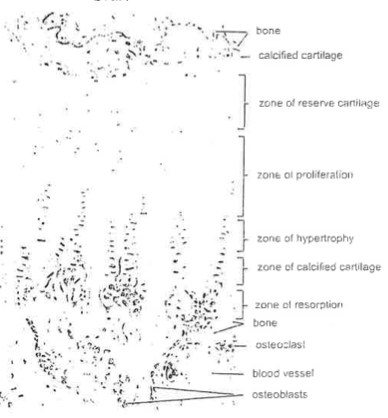 bone
calcified cartilage
zone of reserve cartilage
zone of proliferation
zone of hypertrophy
zone of calcified cartilage
zone of resorption
bone
osteoclast
blood vessel
osteoblasts